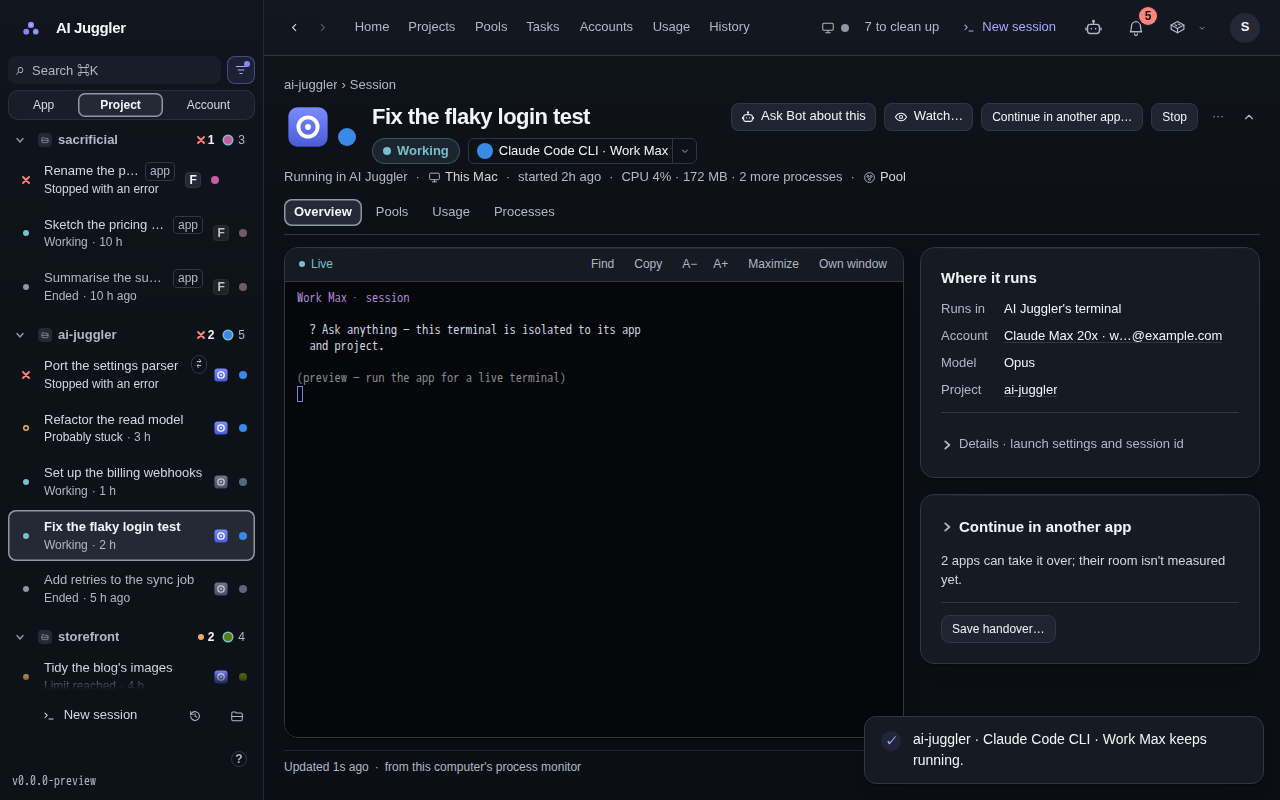 AI Juggler
Home Projects Pools Tasks Accounts Usage History
7 to clean up
New session
5
S
Search ⌘K
App Project Account
sacrificial 1 3
Rename the p… app F
Stopped with an error
Sketch the pricing … app F
Working · 10 h
Summarise the su… app F
Ended · 10 h ago
ai-juggler 2 5
Port the settings parser
Stopped with an error
Refactor the read model
Probably stuck · 3 h
Set up the billing webhooks
Working · 1 h
Fix the flaky login test
Working · 2 h
Add retries to the sync job
Ended · 5 h ago
storefront 2 4
Tidy the blog's images
Limit reached · 4 h
New session
?
v0.0.0-preview
ai-juggler › Session
Fix the flaky login test
Ask Bot about this Watch… Continue in another app… Stop ···
Working Claude Code CLI · Work Max
Running in AI Juggler · This Mac · started 2h ago · CPU 4% · 172 MB · 2 more processes · Pool
Overview Pools Usage Processes
Live Find Copy A− A+ Maximize Own window
Work Max · session
? Ask anything — this terminal is isolated to its app
and project.
(preview — run the app for a live terminal)
Updated 1s ago · from this computer's process monitor
Where it runs
Runs in AI Juggler's terminal
Account Claude Max 20x · w…@example.com
Model Opus
Project ai-juggler
Details · launch settings and session id
Continue in another app
2 apps can take it over; their room isn't measured
yet.
Save handover…
ai-juggler · Claude Code CLI · Work Max keeps
running.